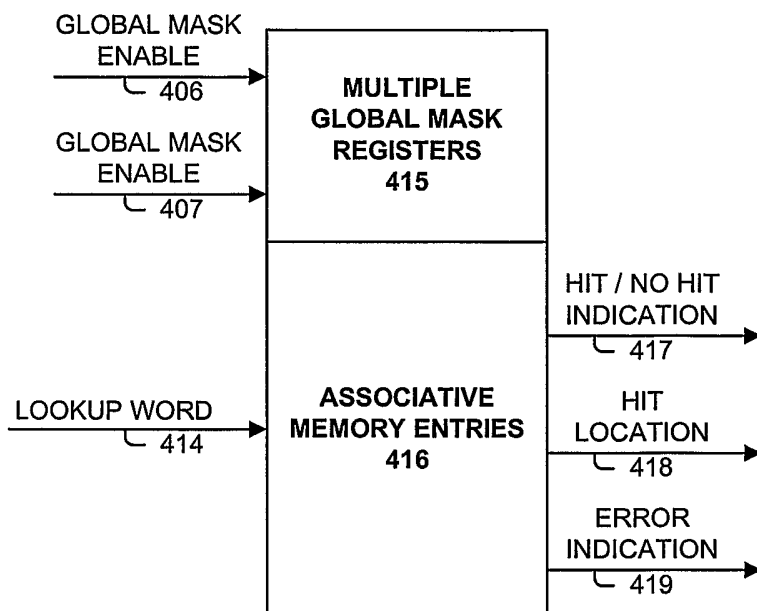 GLOBAL MASK
ENABLE
406
GLOBAL MASK
ENABLE
407
MULTIPLE
GLOBAL MASK
REGISTERS
415
LOOKUP WORD
414
ASSOCIATIVE
MEMORY ENTRIES
416
HIT / NO HIT
INDICATION
417
HIT
LOCATION
418
ERROR
INDICATION
419